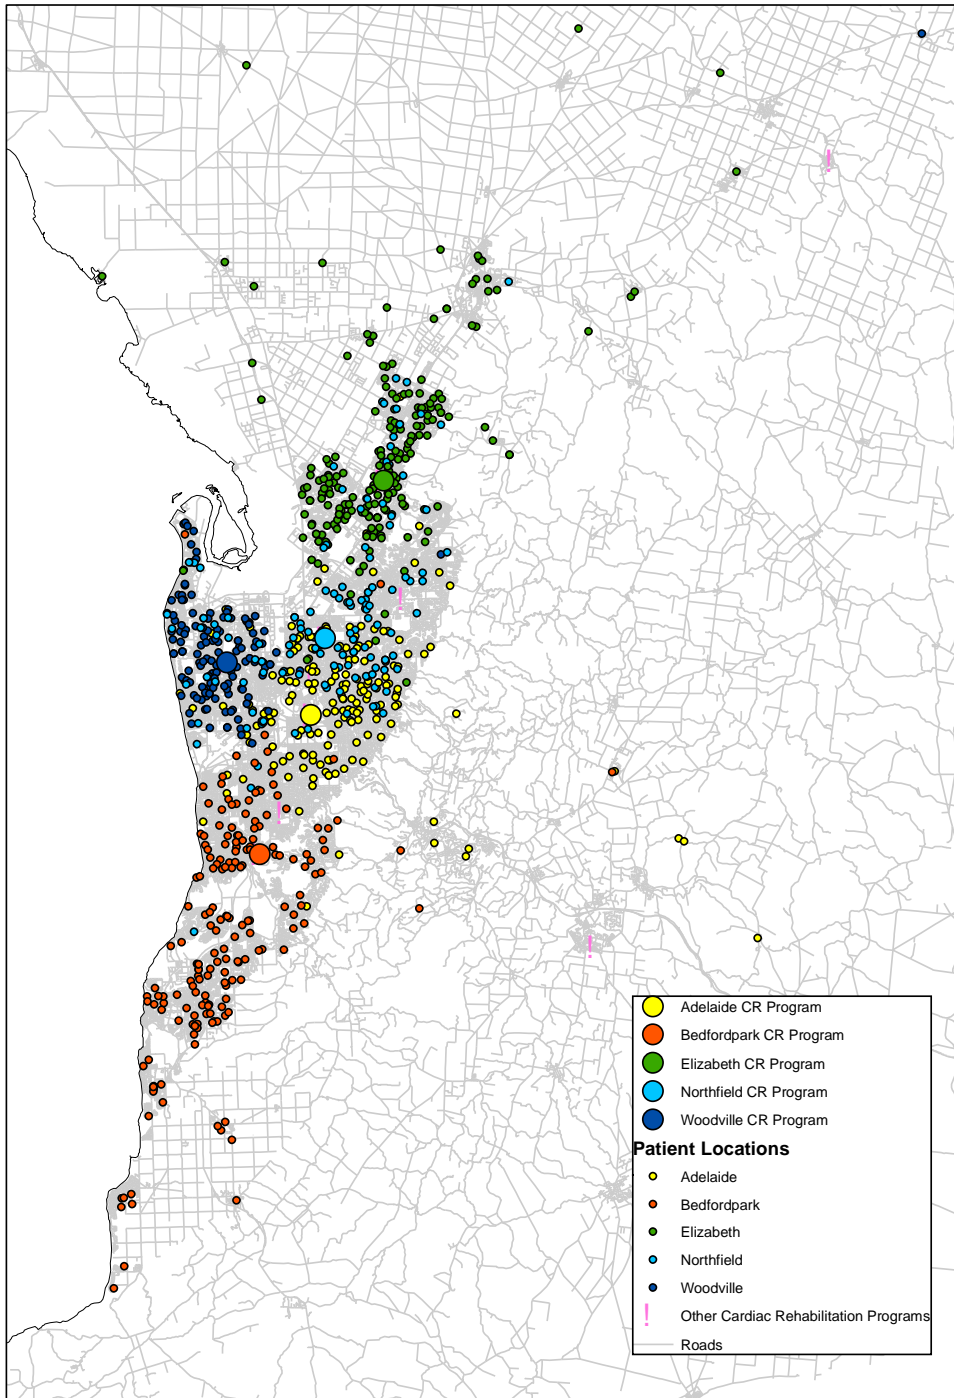 Adelaide CR Program
Bedfordpark CR Program
Elizabeth CR Program
Northfield CR Program
Woodville CR Program
Patient Locations
Adelaide
Bedfordpark
Elizabeth
Northfield
Woodville
! Other Cardiac Rehabilitation Programs
Roads